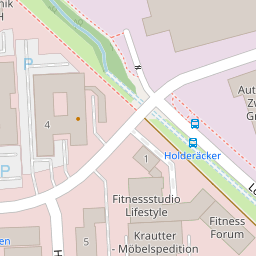 nik
H
P
Aut
Zw
Gr
4
Holderäcker
1
P
Fitnessstudio
Lifestyle
Fitness
Forum
Krautter
- Möbelspedition
5
en
H